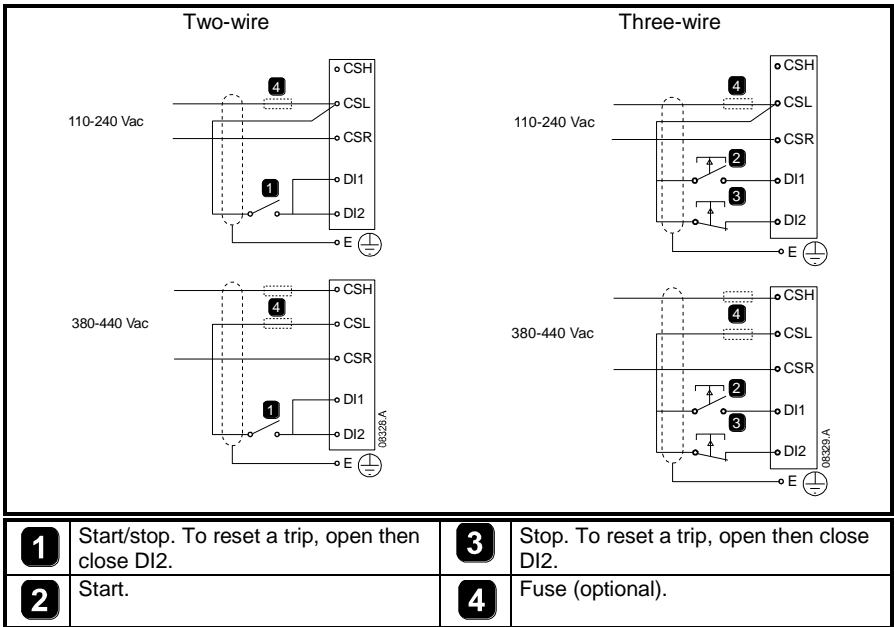 Two-wire
Three-wire
CSH
4
CSL
110-240 Vac
CSR
DI1
1
DI2
E
CSH
4
CSL
110-240 Vac
CSR
2
DI1
3
DI2
E
CSH
4
CSL
380-440 Vac
CSR
DI1
1
DI2
08328.A
E
CSH
4
CSL
380-440 Vac
CSR
2
DI1
3
DI2
08329.A
E
1 Start/stop. To reset a trip, open then
close DI2.
3 Stop. To reset a trip, open then close
DI2.
2 Start.
4 Fuse (optional).